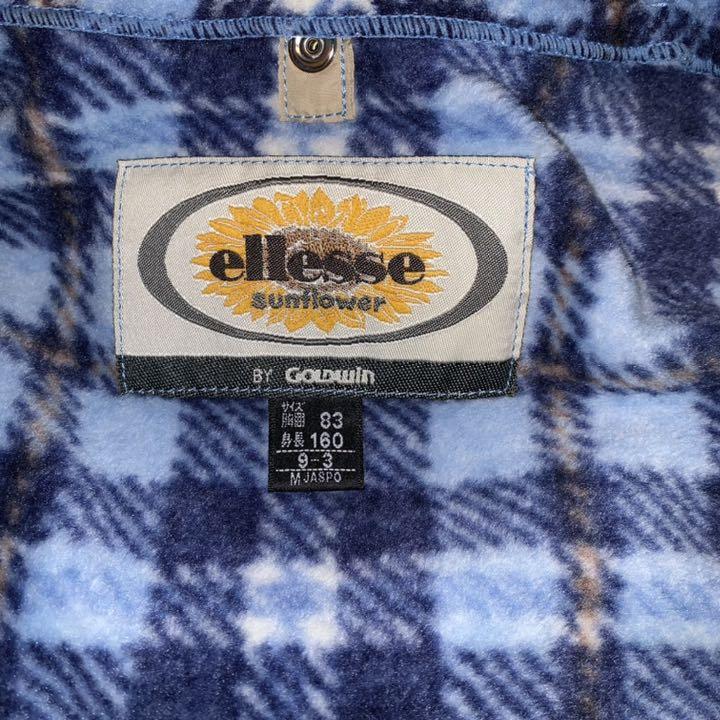 ellesse
sunflower
BY GOLDWIN
サイズ
胸囲 83
身長 160
9-3
M JASPO